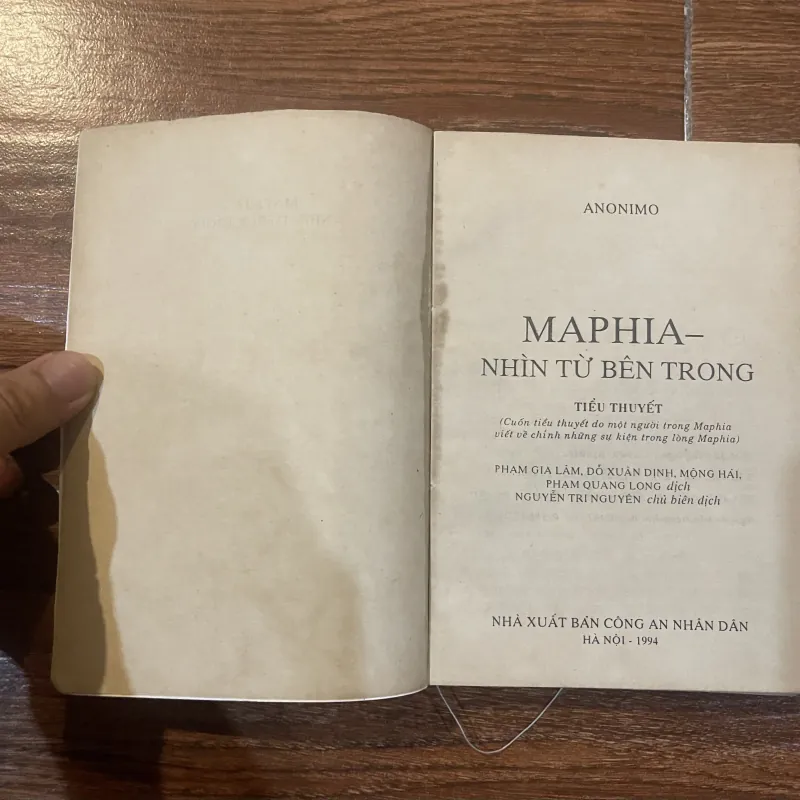 ANONIMO
MAPHIA–
NHÌN TỪ BÊN TRONG
TIỂU THUYẾT
(Cuốn tiểu thuyết do một người trong Maphia
viết về chính những sự kiện trong lòng Maphia)
PHẠM GIA LÂM, ĐỖ XUÂN DỊNH, MỘNG HẢI,
PHẠM QUANG LONG dịch
NGUYỄN TRI NGUYÊN chủ biên dịch
NHÀ XUẤT BẢN CÔNG AN NHÂN DÂN
HÀ NỘI - 1994